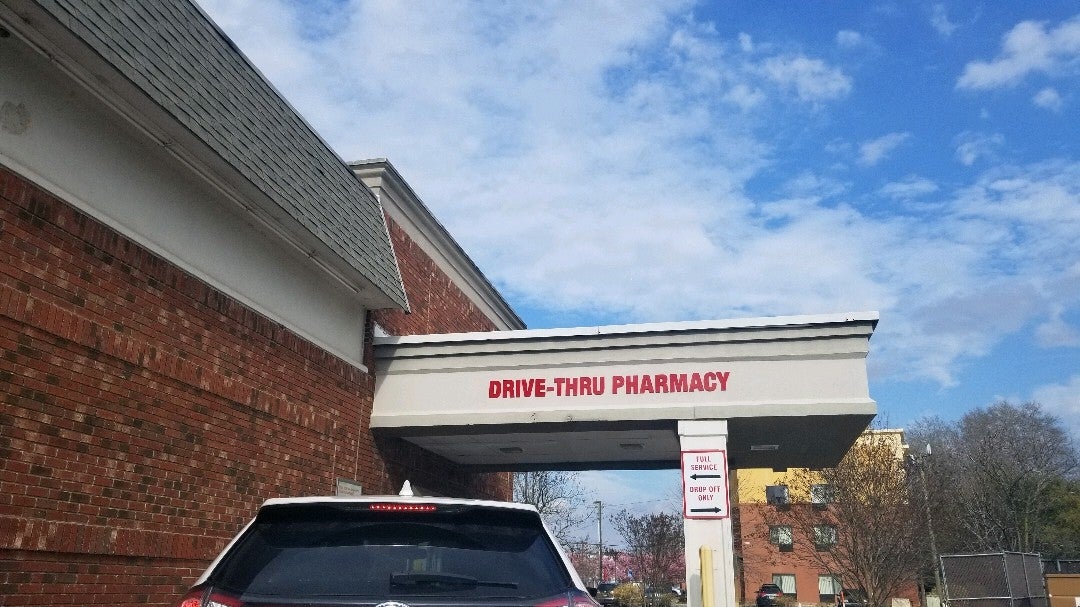 DRIVE-THRU PHARMACY
FULL
SERVICE
DROP OFF
ONLY